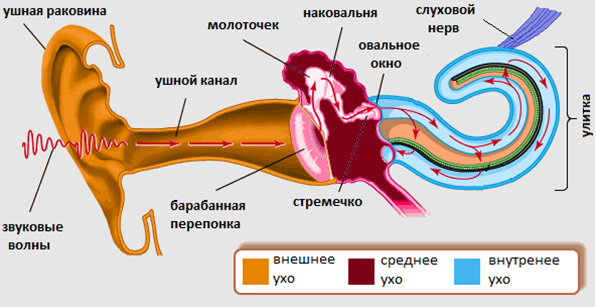 ушная раковина
молоточек
наковальня
слуховой
нерв
овальное
окно
ушной канал
улитка
звуковые
волны
барабанная
перепонка
стремечко
внешнее
ухо
среднее
ухо
внутренее
ухо